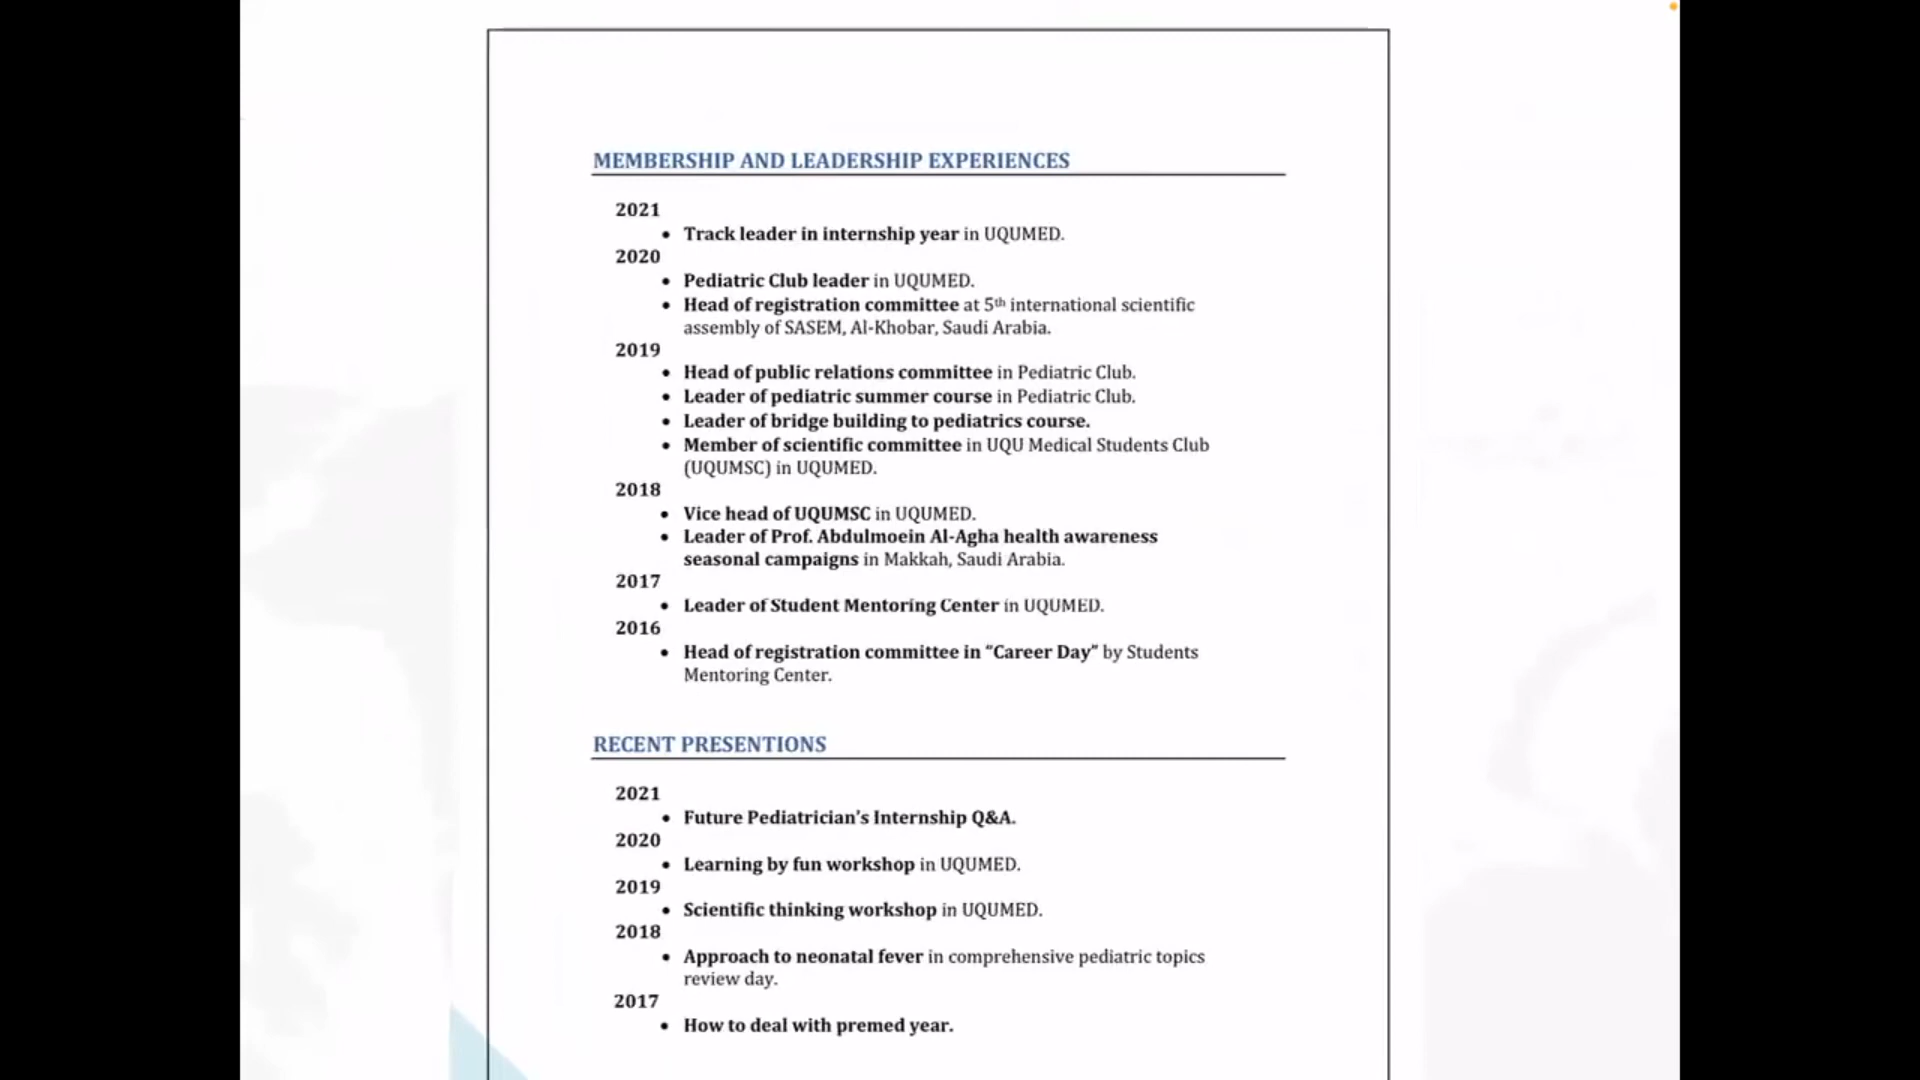 MEMBERSHIP AND LEADERSHIP EXPERIENCES
2021
• Track leader in internship year in UQUMED.
2020
• Pediatric Club leader in UQUMED.
• Head of registration committee at 5th international scientific
assembly of SASEM, Al-Khobar, Saudi Arabia.
2019
• Head of public relations committee in Pediatric Club.
• Leader of pediatric summer course in Pediatric Club.
• Leader of bridge building to pediatrics course.
• Member of scientific committee in UQU Medical Students Club
(UQUMSC) in UQUMED.
2018
• Vice head of UQUMSC in UQUMED.
• Leader of Prof. Abdulmoein Al-Agha health awareness
seasonal campaigns in Makkah, Saudi Arabia.
2017
• Leader of Student Mentoring Center in UQUMED.
2016
• Head of registration committee in “Career Day” by Students
Mentoring Center.
RECENT PRESENTIONS
2021
• Future Pediatrician’s Internship Q&A.
2020
• Learning by fun workshop in UQUMED.
2019
• Scientific thinking workshop in UQUMED.
2018
• Approach to neonatal fever in comprehensive pediatric topics
review day.
2017
• How to deal with premed year.